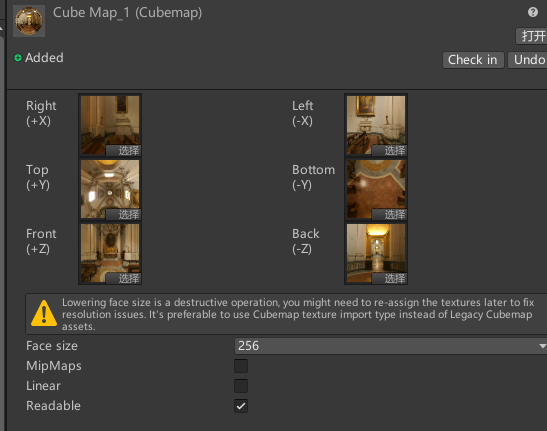 Cube Map_1 (Cubemap)
打开
Added
Check in
Undo
Right
(+X)
选择
Left
(-X)
选择
Top
(+Y)
选择
Bottom
(-Y)
选择
Front
(+Z)
选择
Back
(-Z)
选择
Lowering face size is a destructive operation, you might need to re-assign the textures later to fix
resolution issues. It's preferable to use Cubemap texture import type instead of Legacy Cubemap
assets.
Face size
256
MipMaps
Linear
Readable